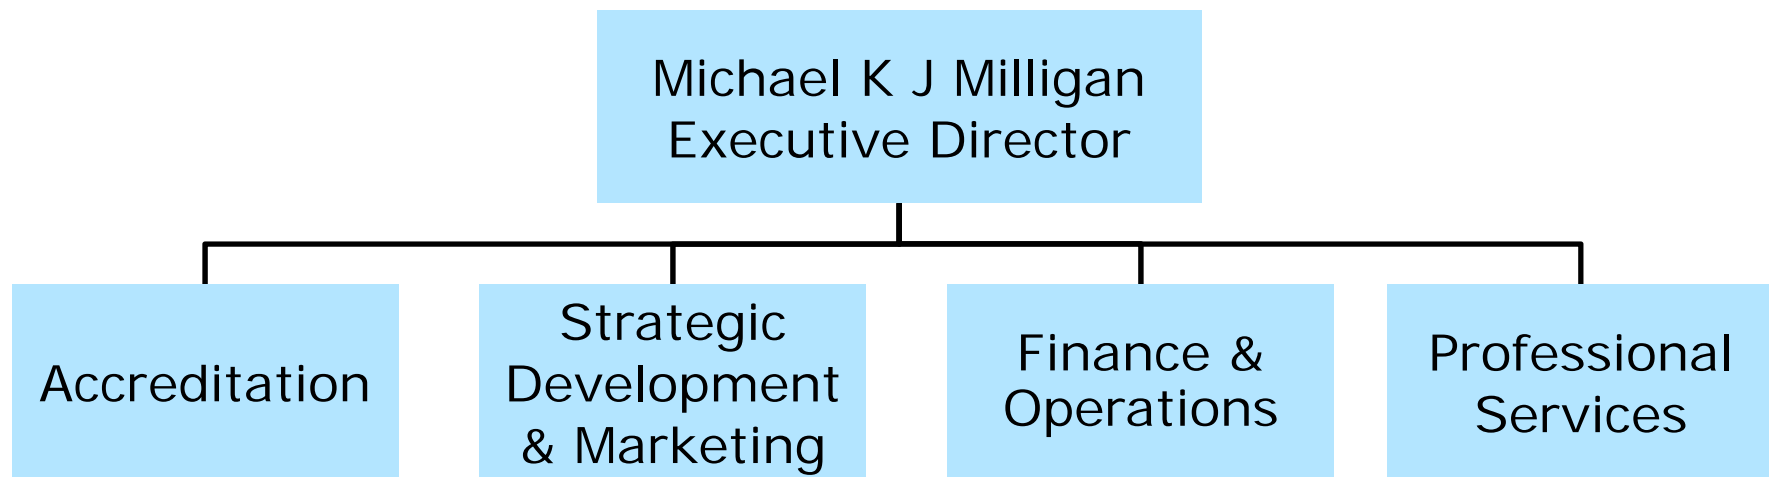 Michael K J Milligan
Executive Director
Accreditation
Strategic
Development
& Marketing
Finance &
Operations
Professional
Services